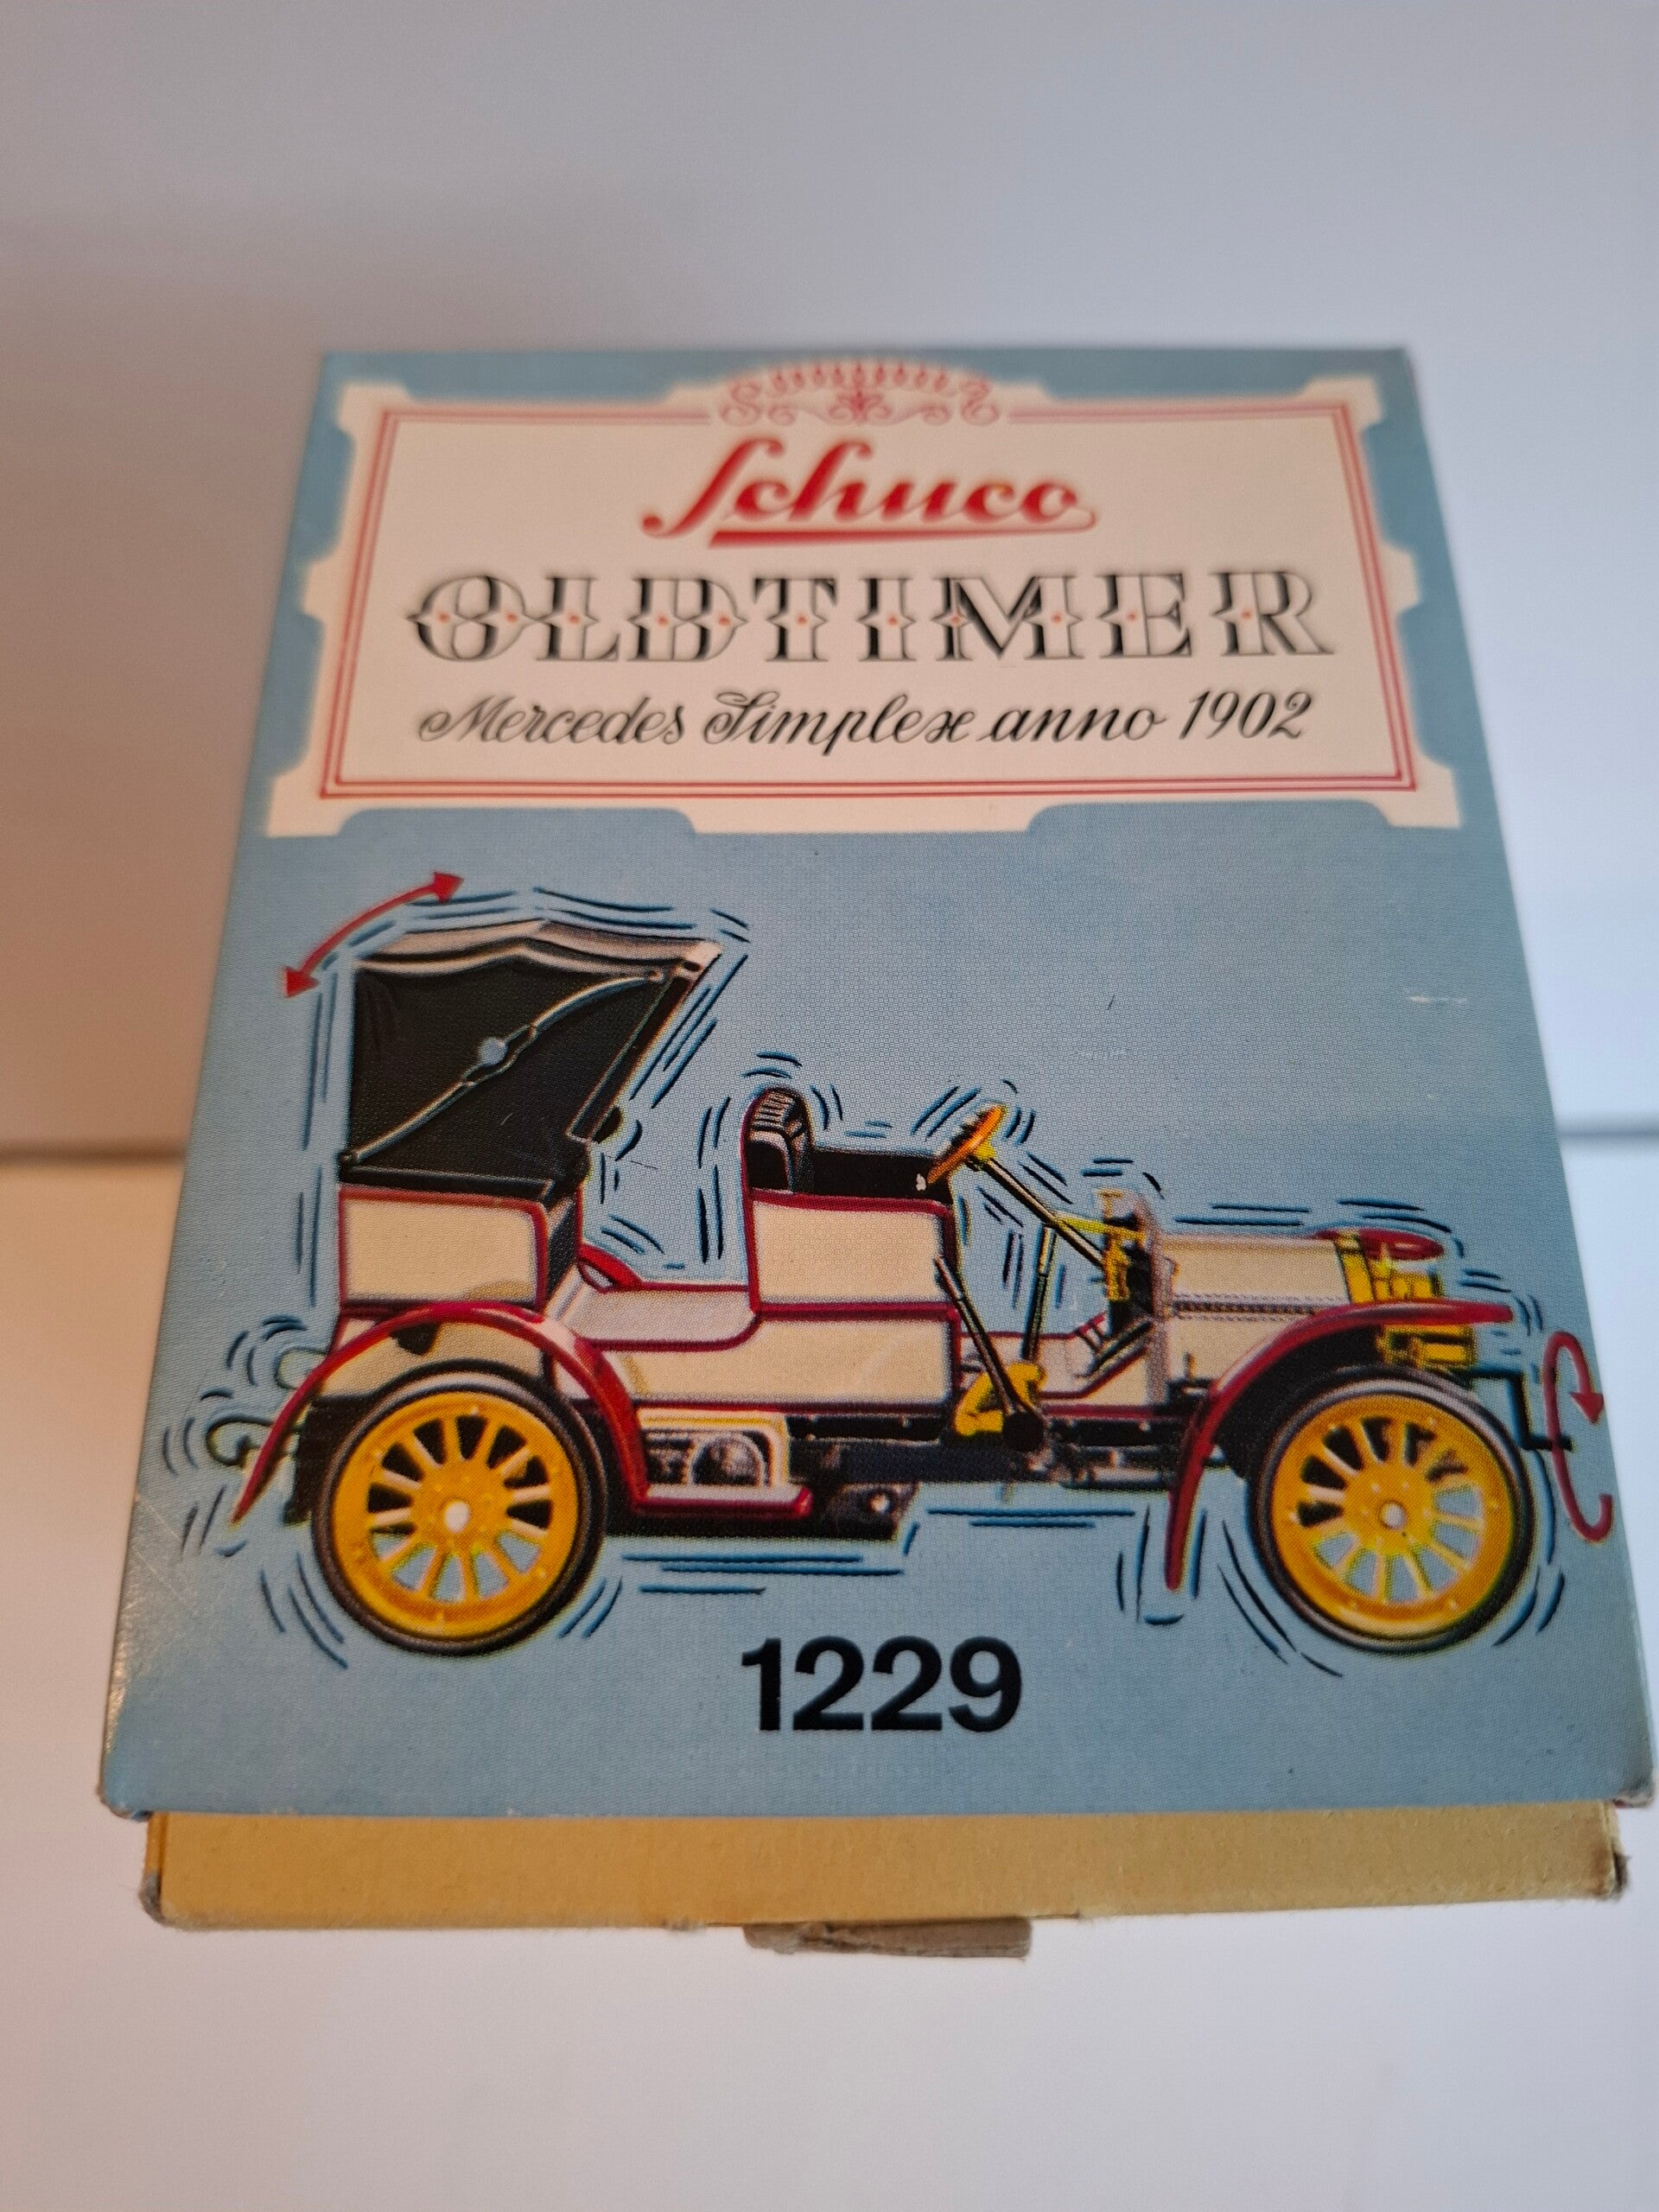 Schuco
OLDTIMER
Mercedes Simplex anno 1902
1229